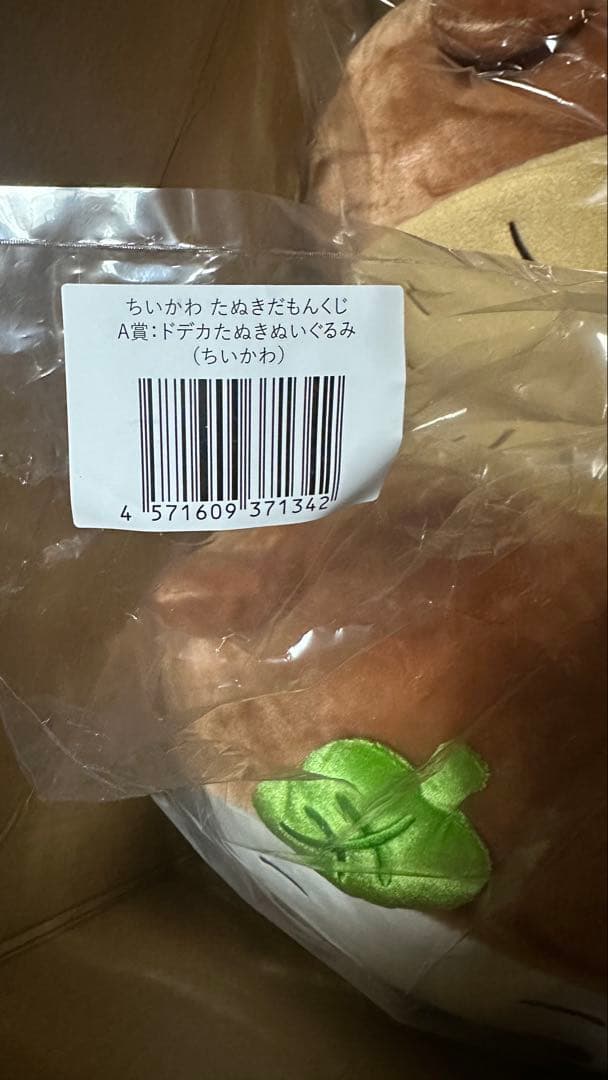 ちいかわ たぬきだもんくじ
A賞:ドデカたぬきぬいぐるみ
(ちいかわ)
4 571609 371342